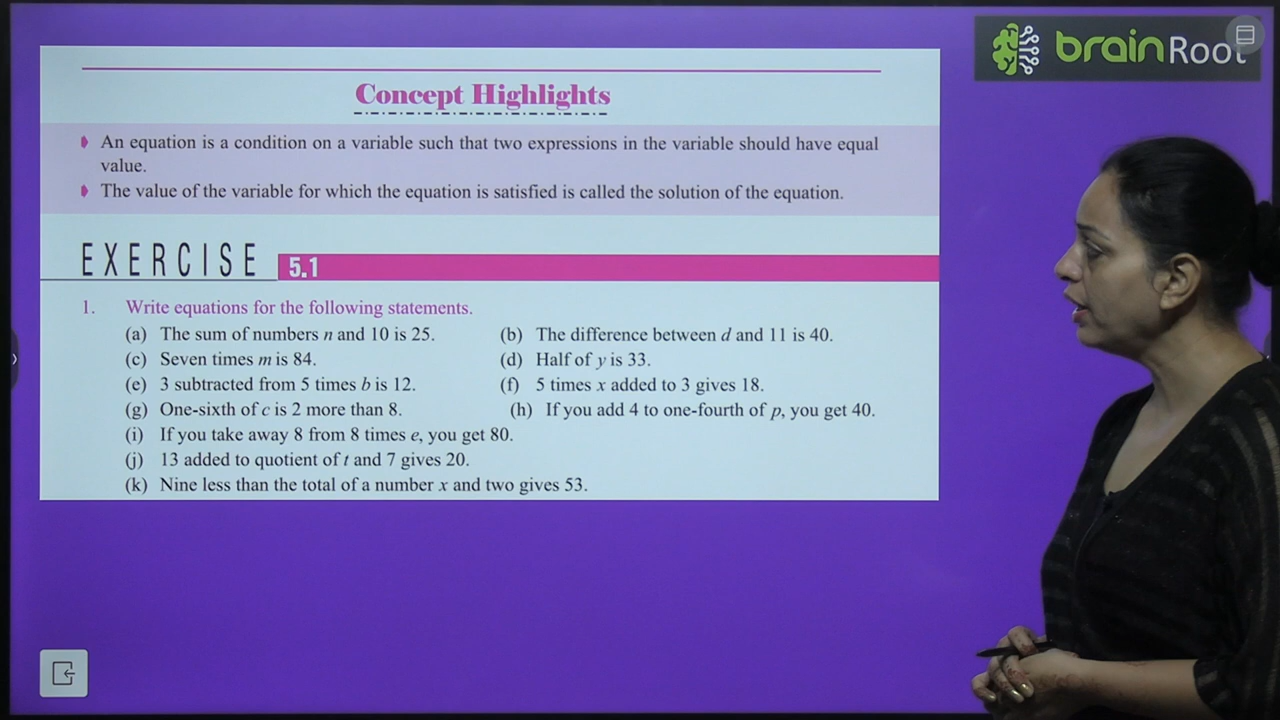 brainRoot
Concept Highlights
An equation is a condition on a variable such that two expressions in the variable should have equal
value.
The value of the variable for which the equation is satisfied is called the solution of the equation.
EXERCISE 5.1
1. Write equations for the following statements.
(a) The sum of numbers n and 10 is 25. (b) The difference between d and 11 is 40.
(c) Seven times m is 84. (d) Half of y is 33.
(e) 3 subtracted from 5 times b is 12. (f) 5 times x added to 3 gives 18.
(g) One-sixth of c is 2 more than 8. (h) If you add 4 to one-fourth of p, you get 40.
(i) If you take away 8 from 8 times e, you get 80.
(j) 13 added to quotient of t and 7 gives 20.
(k) Nine less than the total of a number x and two gives 53.